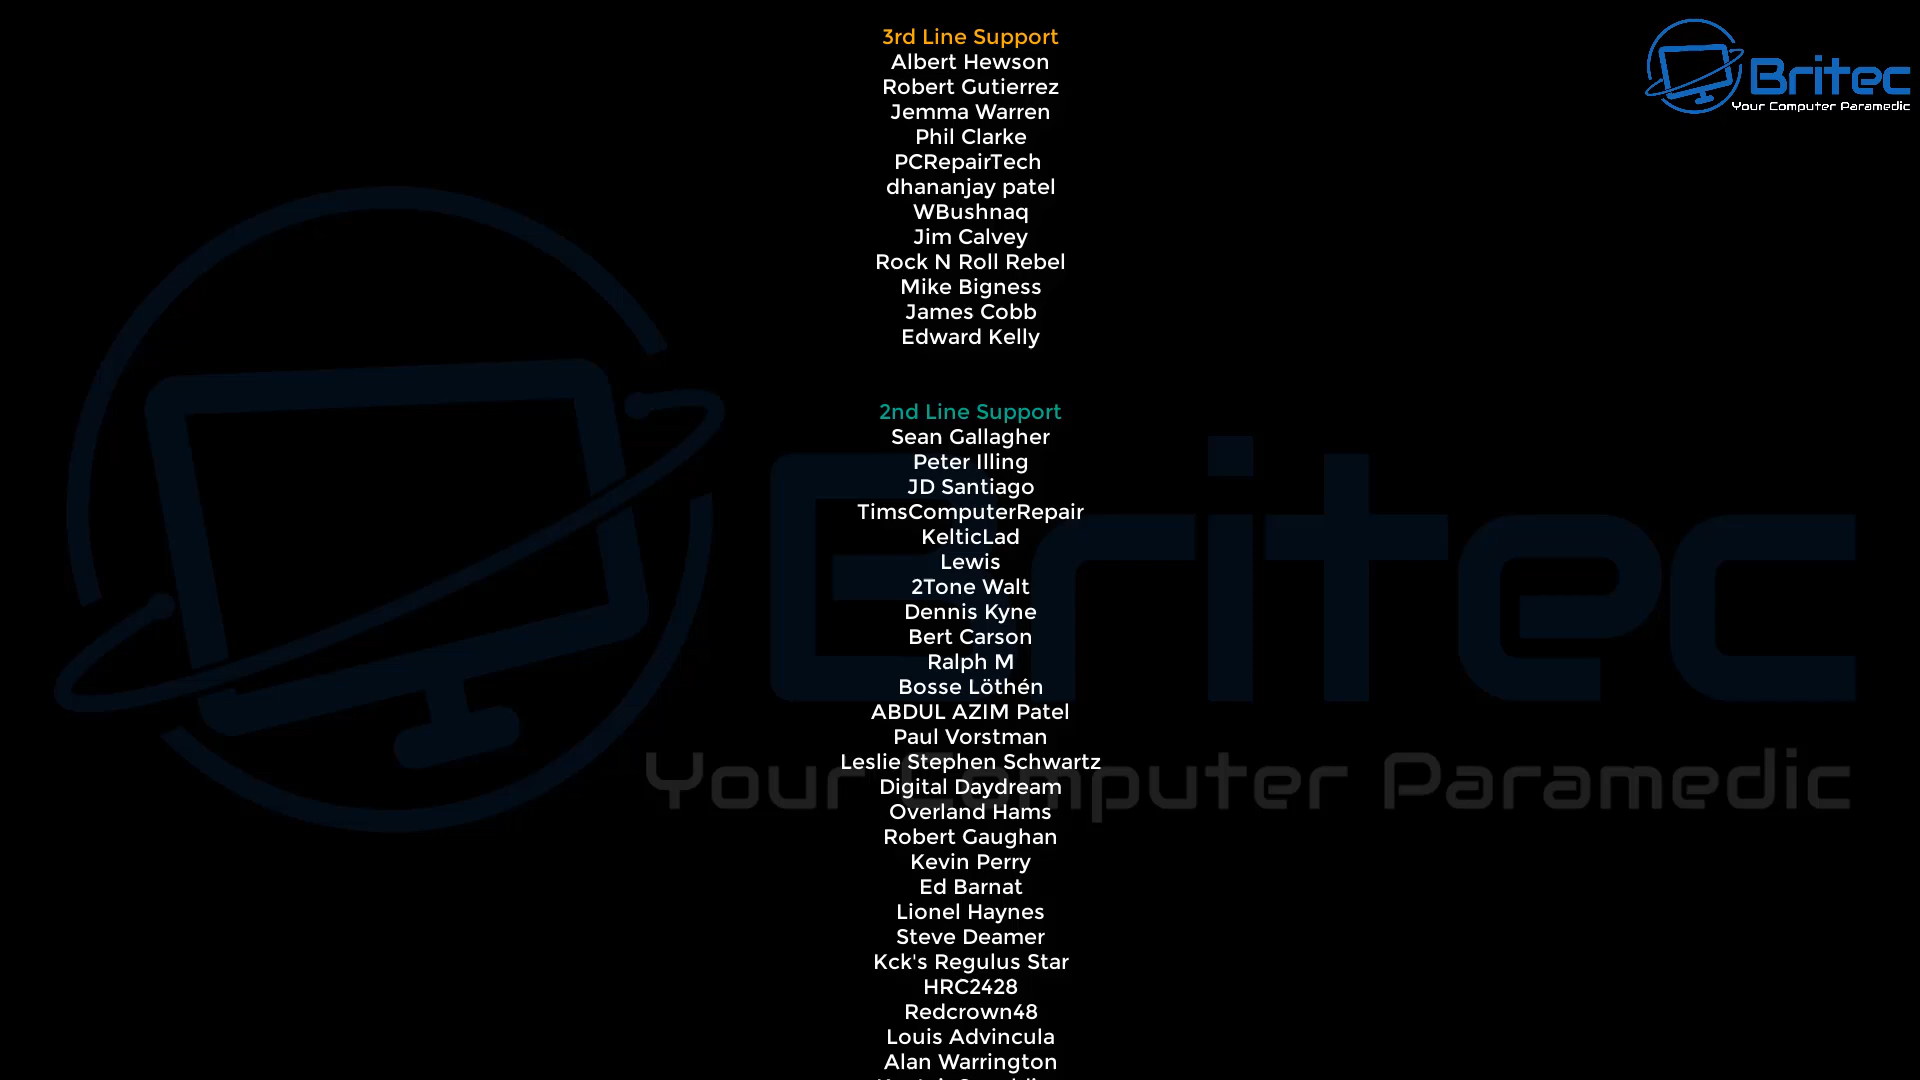 3rd Line Support
Albert Hewson
Robert Gutierrez
Jemma Warren
Phil Clarke
PCRepairTech
dhananjay patel
WBushnaq
Jim Calvey
Rock N Roll Rebel
Mike Bigness
James Cobb
Edward Kelly
2nd Line Support
Sean Gallagher
Peter Illing
JD Santiago
TimsComputerRepair
KelticLad
Lewis
2Tone Walt
Dennis Kyne
Bert Carson
Ralph M
Bosse Löthén
ABDUL AZIM Patel
Paul Vorstman
Leslie Stephen Schwartz
Digital Daydream
Overland Hams
Robert Gaughan
Kevin Perry
Ed Barnat
Lionel Haynes
Steve Deamer
Kck's Regulus Star
HRC2428
Redcrown48
Louis Advincula
Alan Warrington
Britec
Your Computer Paramedic
Britec
Your Computer Paramedic